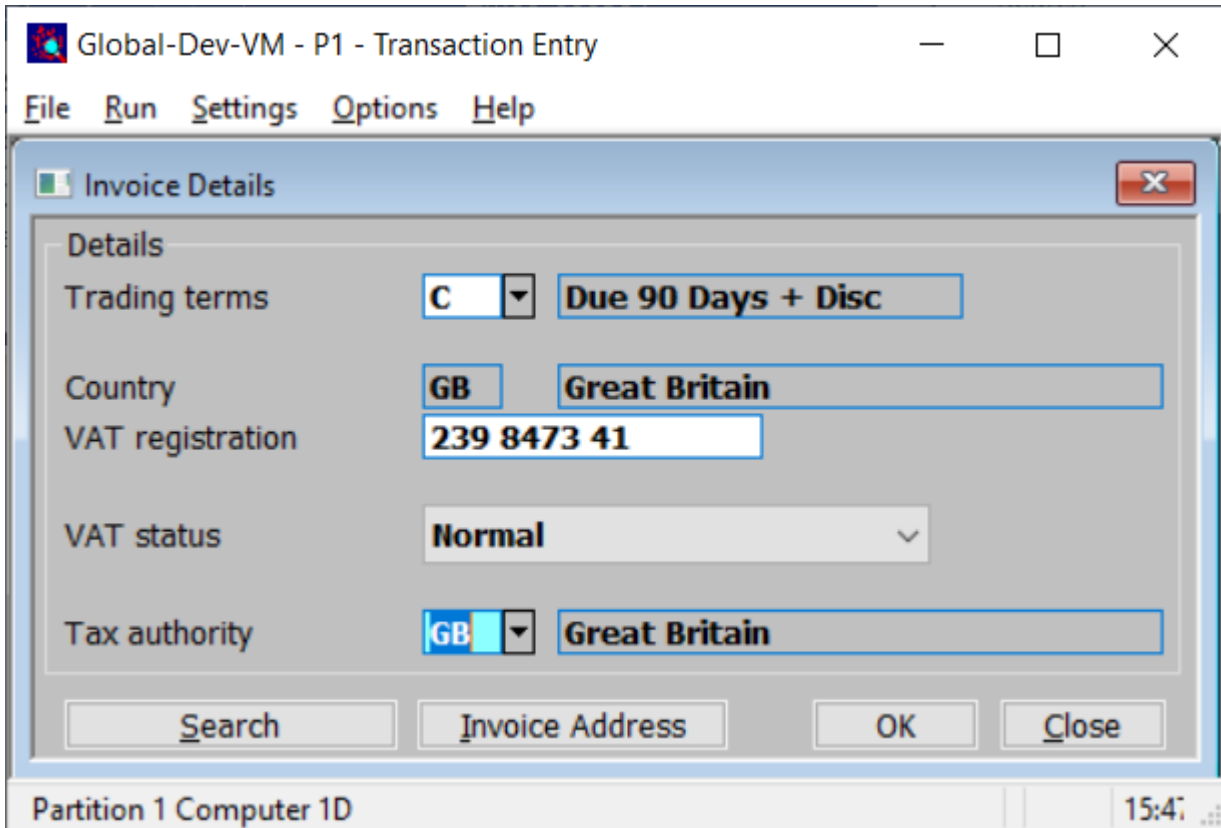 Global-Dev-VM - P1 - Transaction Entry
File Run Settings Options Help
Invoice Details
Details
Trading terms C Due 90 Days + Disc
Country GB Great Britain
VAT registration 239 8473 41
VAT status Normal
Tax authority GB Great Britain
Search Invoice Address OK Close
Partition 1 Computer 1D